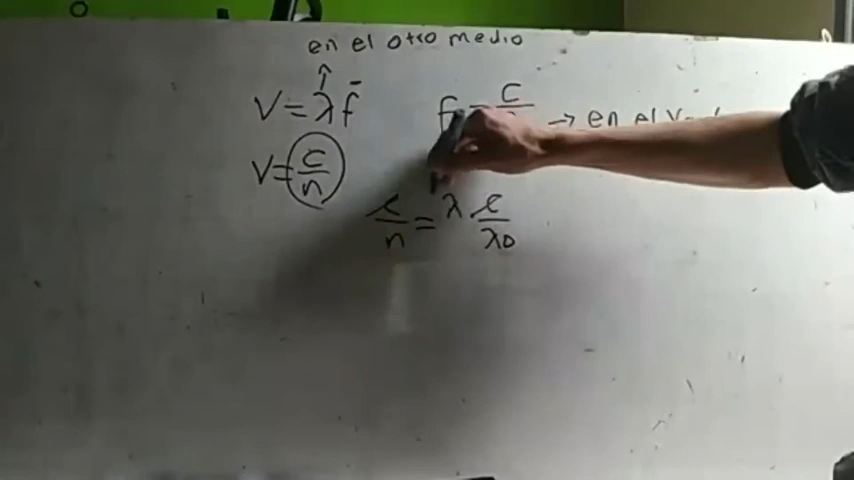 en el otro medio
V = λ f̄
f = c → en el
V = c/n
c/n = λ c/λ0